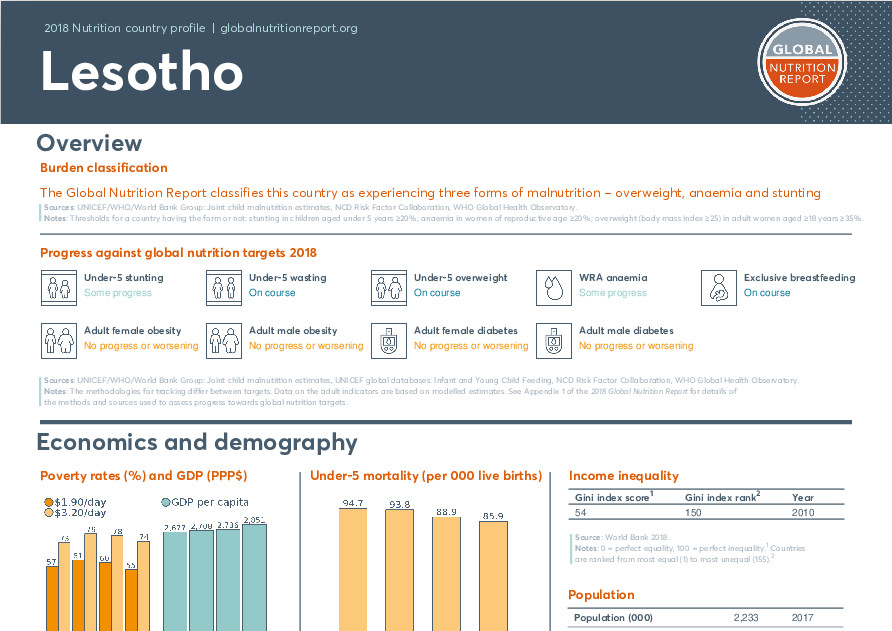 2018 Nutrition country profile | globalnutritionreport.org
Lesotho
GLOBAL
NUTRITION
REPORT
Overview
Burden classification
The Global Nutrition Report classifies this country as experiencing three forms of malnutrition – overweight, anaemia and stunting
Sources: UNICEF/WHO/World Bank Group: Joint child malnutrition estimates, NCD Risk Factor Collaboration, WHO Global Health Observatory.
Notes: Thresholds for a country having the form or not: stunting in children aged under 5 years ≥20%; anaemia in women of reproductive age ≥20%; overweight (body mass index ≥25) in adult women aged ≥18 years ≥35%.
Progress against global nutrition targets 2018
Under-5 stunting
Some progress
Under-5 wasting
On course
Under-5 overweight
On course
WRA anaemia
Some progress
Exclusive breastfeeding
On course
Adult female obesity
No progress or worsening
Adult male obesity
No progress or worsening
Adult female diabetes
No progress or worsening
Adult male diabetes
No progress or worsening
Sources: UNICEF/WHO/World Bank Group: Joint child malnutrition estimates, UNICEF global databases: Infant and Young Child Feeding, NCD Risk Factor Collaboration, WHO Global Health Observatory.
Notes: The methodologies for tracking differ between targets. Data on the adult indicators are based on modelled estimates. See Appendix 1 of the 2018 Global Nutrition Report for details of
the methods and sources used to assess progress towards global nutrition targets.
Economics and demography
Poverty rates (%) and GDP (PPP$)
$1.90/day
$3.20/day
GDP per capita
57 73 61 79 60 78 55 74
2,677 2,708 2,736 2,851
Under-5 mortality (per 000 live births)
94.7 93.8 88.9 85.9
Income inequality
Gini index score1 Gini index rank2 Year
54 150 2010
Source: World Bank 2018.
Notes: 0 = perfect equality, 100 = perfect inequality.1 Countries
are ranked from most equal (1) to most unequal (155).2
Population
Population (000) 2,233 2017